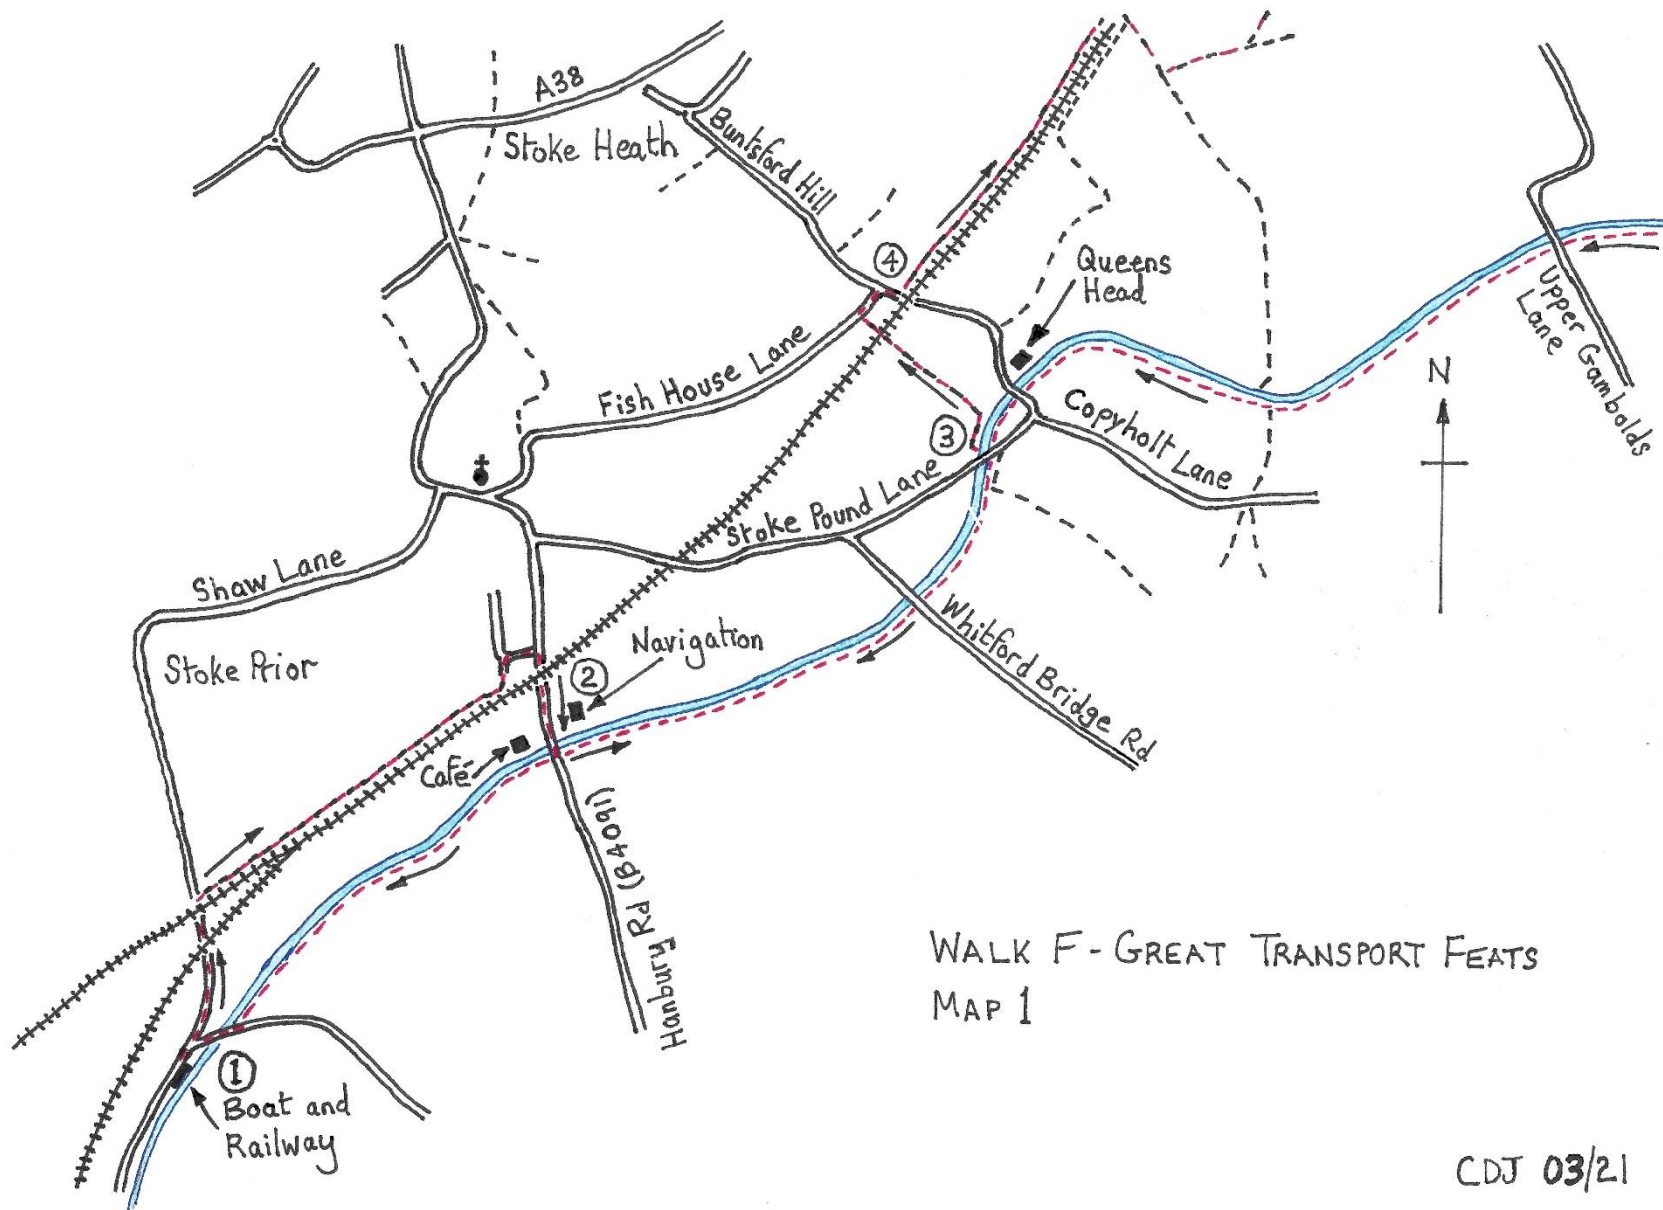 A38
Stoke Heath
Buntsford Hill
④
Queens
Head
Upper Gambolds
Lane
N
Fish House Lane
③
Copyholt Lane
Stoke Pound Lane
Shaw Lane
Stoke Prior
Navigation
②
Whitford Bridge Rd
Café
Hanbury Rd (B4091)
WALK F - GREAT TRANSPORT FEATS
MAP 1
①
Boat and
Railway
CDJ 03/21